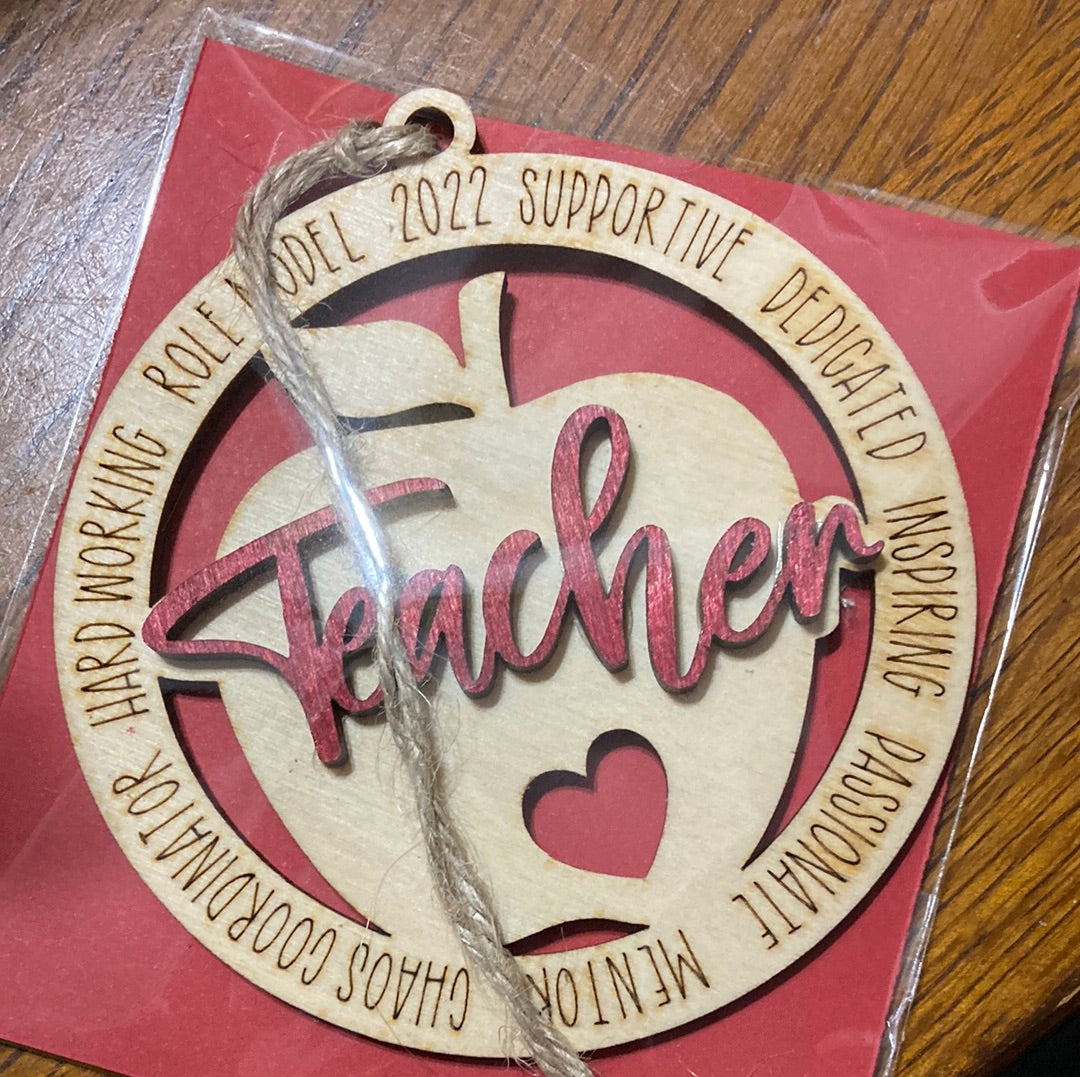 2022 SUPPORTIVE DEDICATED INSPIRING PASSIONATE MENTOR CHAOS COORDINATOR HARD WORKING ROLE MODEL
Teacher